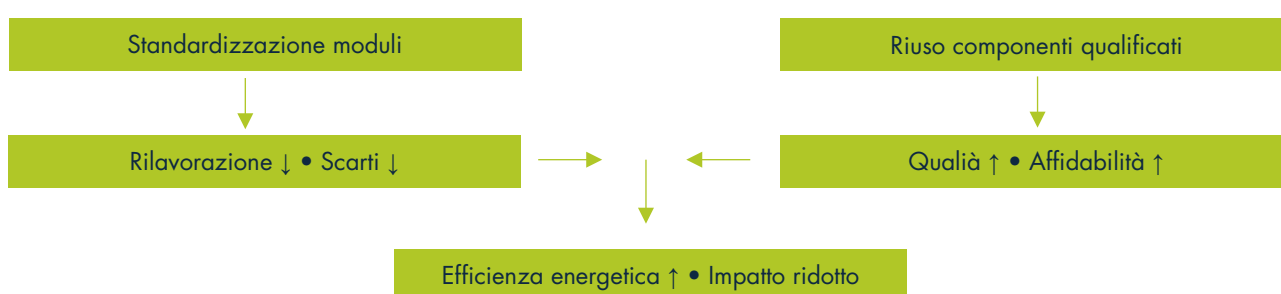 Standardizzazione moduli
Riuso componenti qualificati
Rilavorazione ↓ • Scarti ↓
Qualià ↑ • Affidabilità ↑
Efficienza energetica ↑ • Impatto ridotto